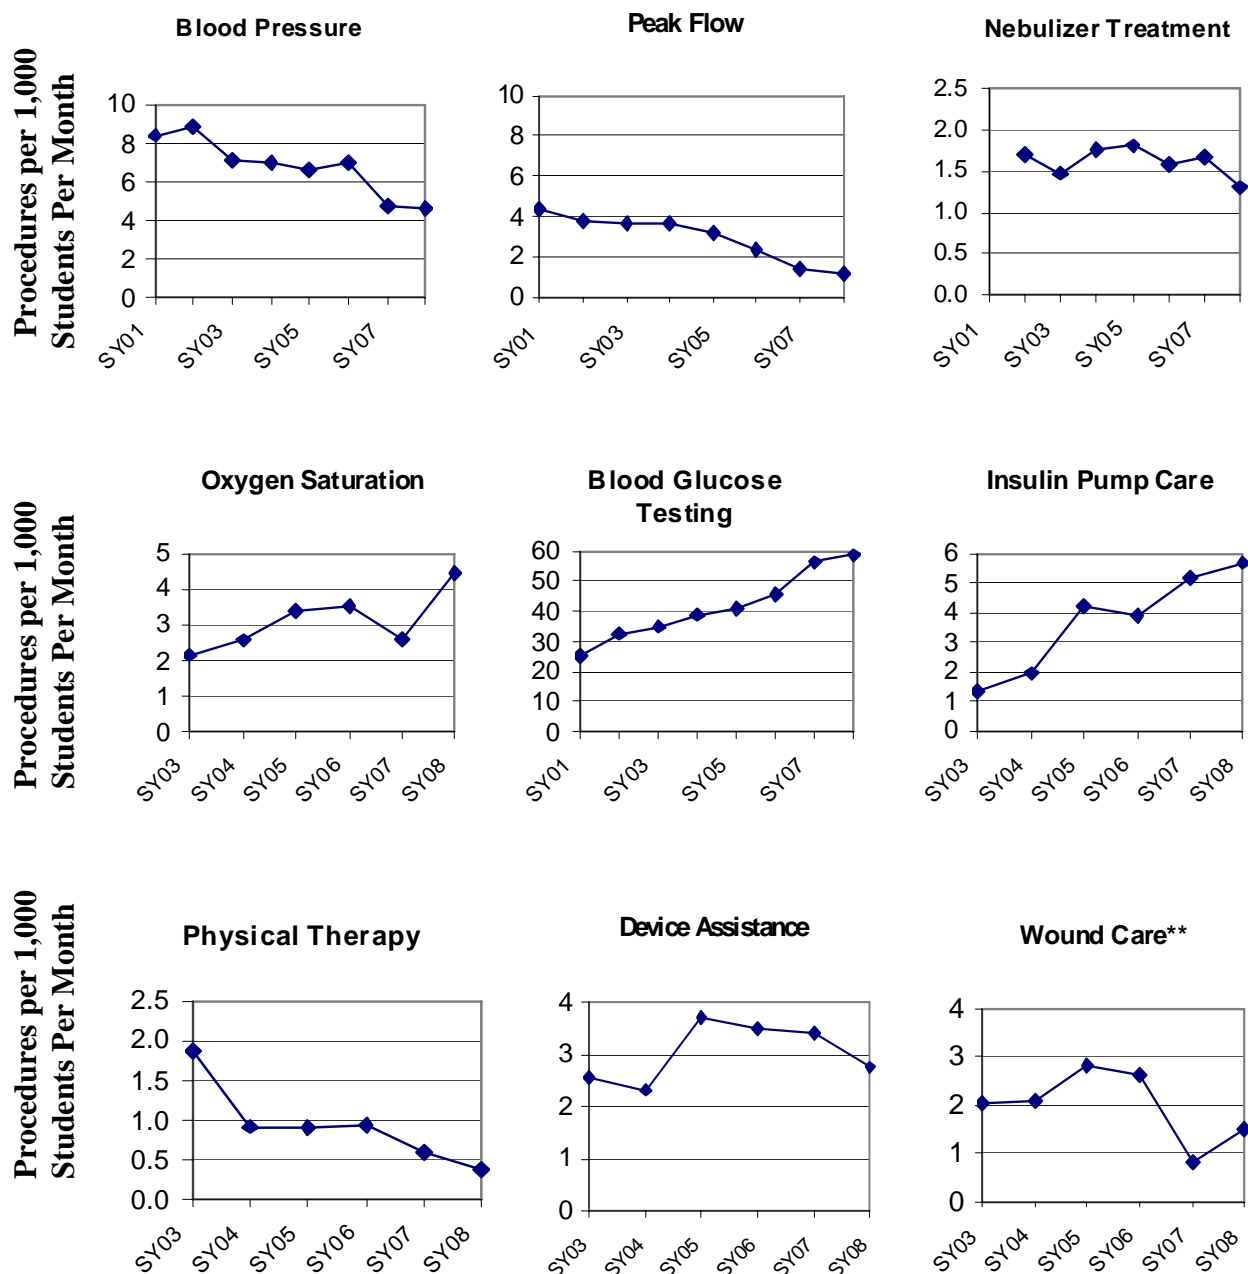 Procedures per 1,000
Students Per Month
Blood Pressure
10
8
6
4
2
0
SY01
SY03
SY05
SY07
Peak Flow
10
8
6
4
2
0
SY01
SY03
SY05
SY07
Nebulizer Treatment
2.5
2.0
1.5
1.0
0.5
0.0
SY01
SY03
SY05
SY07
Procedures per 1,000
Students Per Month
Oxygen Saturation
5
4
3
2
1
0
SY03
SY04
SY05
SY06
SY07
SY08
Blood Glucose
Testing
60
50
40
30
20
10
0
SY01
SY03
SY05
SY07
Insulin Pump Care
6
5
4
3
2
1
0
SY03
SY04
SY05
SY06
SY07
SY08
Procedures per 1,000
Students Per Month
Physical Therapy
2.5
2.0
1.5
1.0
0.5
0.0
SY03
SY04
SY05
SY06
SY07
SY08
Device Assistance
4
3
2
1
0
SY03
SY04
SY05
SY06
SY07
SY08
Wound Care**
4
3
2
1
0
SY03
SY04
SY05
SY06
SY07
SY08